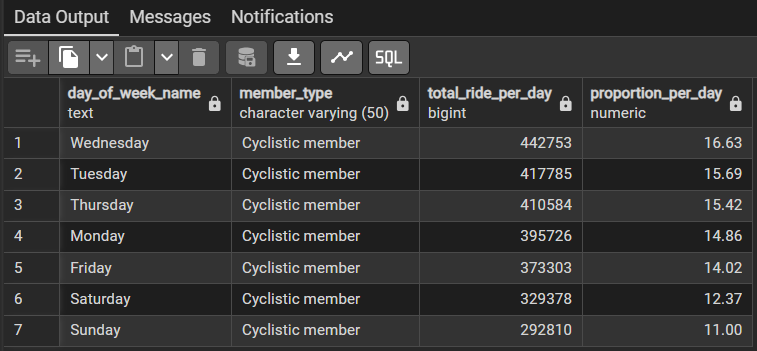 Data Output Messages Notifications
SQL
day_of_week_name member_type total_ride_per_day proportion_per_day
text character varying (50) bigint numeric
1 Wednesday Cyclistic member 442753 16.63
2 Tuesday Cyclistic member 417785 15.69
3 Thursday Cyclistic member 410584 15.42
4 Monday Cyclistic member 395726 14.86
5 Friday Cyclistic member 373303 14.02
6 Saturday Cyclistic member 329378 12.37
7 Sunday Cyclistic member 292810 11.00